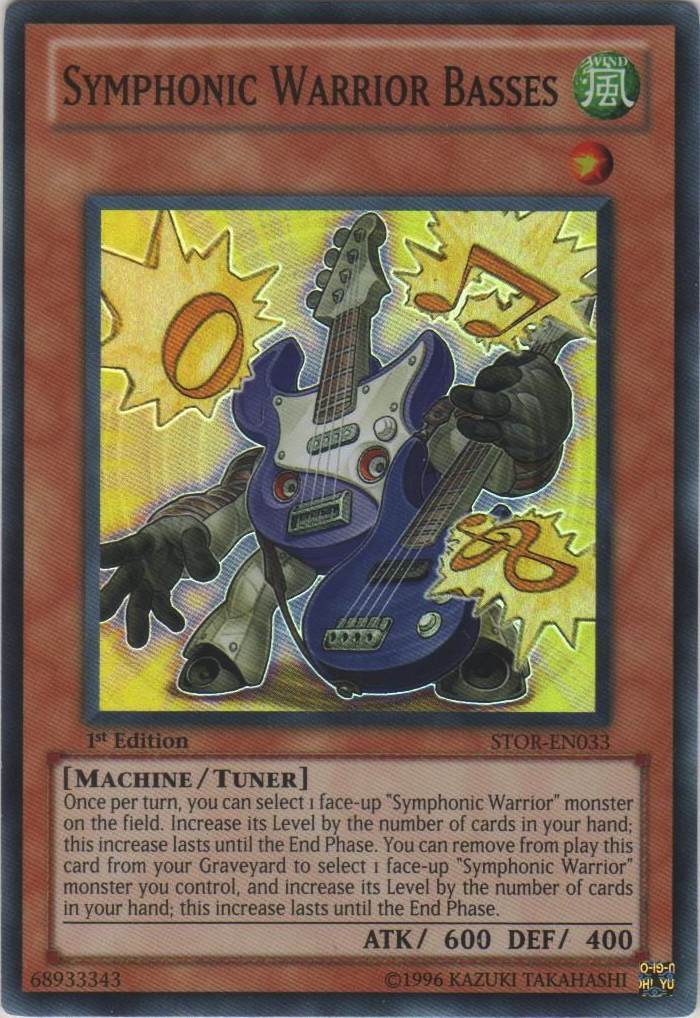 SYMPHONIC WARRIOR BASSES
WIND
風
1st Edition
STOR-EN033
[MACHINE/TUNER]
Once per turn, you can select 1 face-up "Symphonic Warrior" monster
on the field. Increase its Level by the number of cards in your hand;
this increase lasts until the End Phase. You can remove from play this
card from your Graveyard to select 1 face-up "Symphonic Warrior"
monster you control, and increase its Level by the number of cards
in your hand; this increase lasts until the End Phase.
ATK/ 600 DEF/ 400
68933343
©1996 KAZUKI TAKAHASHI